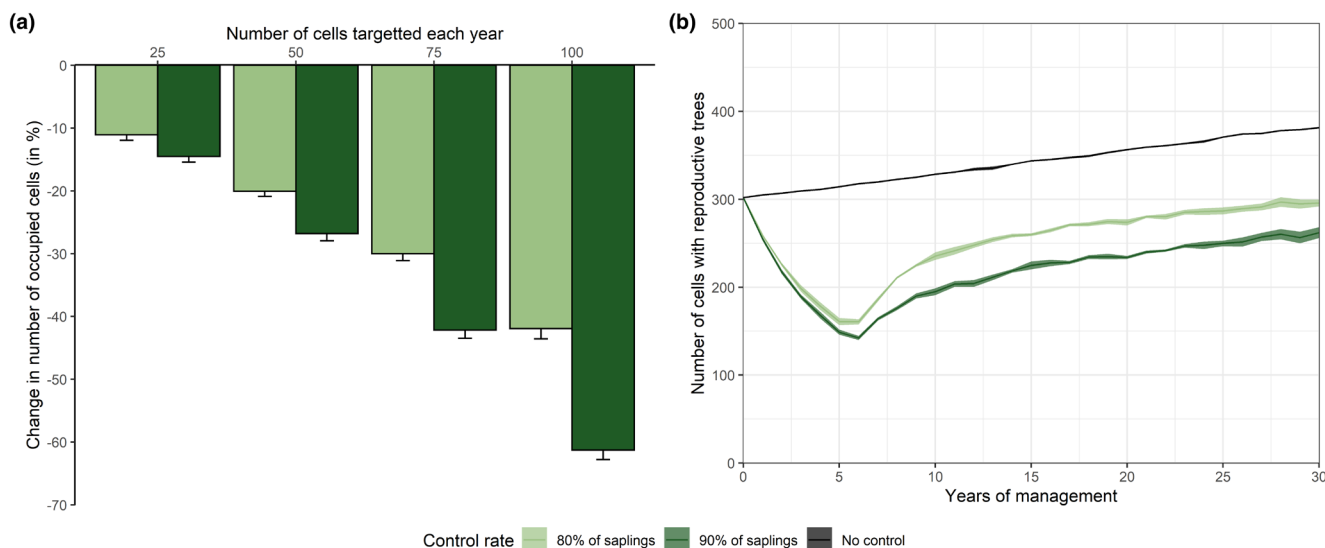 (a)
Number of cells targetted each year
25 50 75 100
0
-10
-20
-30
-40
-50
-60
-70
Change in number of occupied cells (in %)
(b)
500
400
300
200
100
0
Number of cells with reproductive trees
0 5 10 15 20 25 30
Years of management
Control rate 80% of saplings 90% of saplings No control